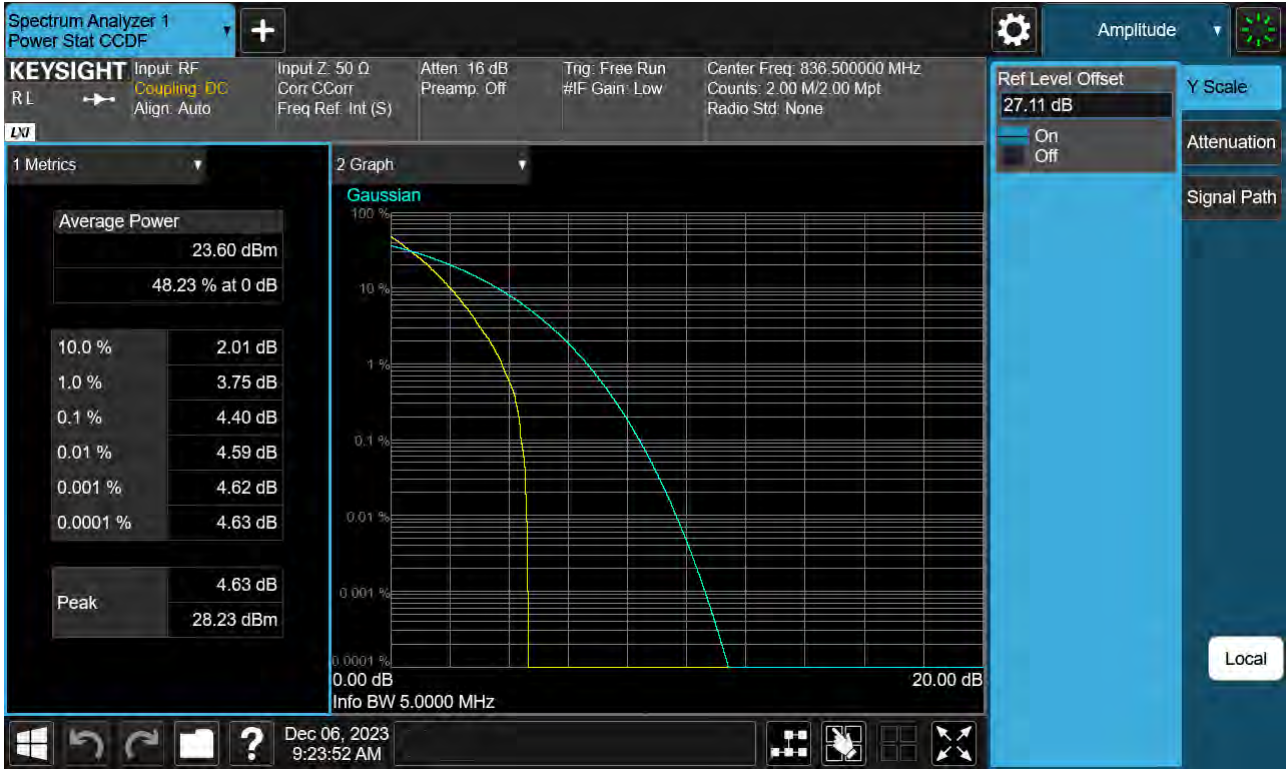 Spectrum Analyzer 1
Power Stat CCDF
Amplitude
KEYSIGHT
R L
LXI
Input: RF
Coupling: DC
Align: Auto
Input Z: 50 Ω
Corr CCorr
Freq Ref: Int (S)
Atten: 16 dB
Preamp: Off
Trig: Free Run
#IF Gain: Low
Center Freq: 836.500000 MHz
Counts: 2.00 M/2.00 Mpt
Radio Std: None
Ref Level Offset
27.11 dB
On
Off
Y Scale
Attenuation
Signal Path
Local
1 Metrics
Average Power
23.60 dBm
48.23 % at 0 dB
10.0 % 2.01 dB
1.0 % 3.75 dB
0.1 % 4.40 dB
0.01 % 4.59 dB
0.001 % 4.62 dB
0.0001 % 4.63 dB
Peak 4.63 dB
28.23 dBm
2 Graph
Gaussian
100 %
10 %
1 %
0.1 %
0.01 %
0.001 %
0.0001 %
0.00 dB 20.00 dB
Info BW 5.0000 MHz
?
Dec 06, 2023
9:23:52 AM